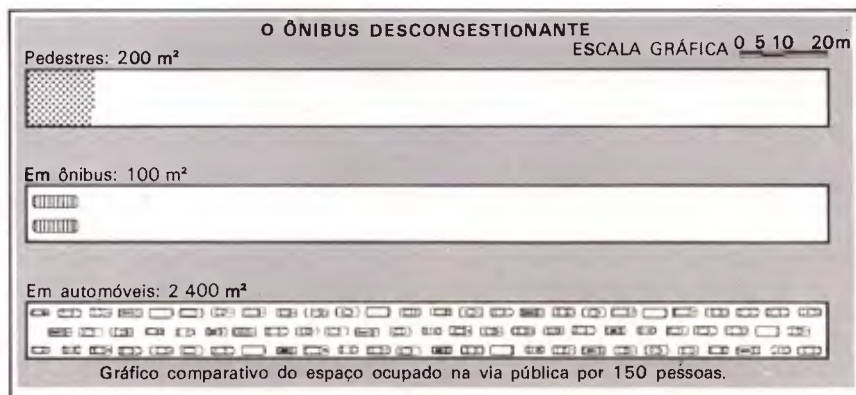 O ÔNIBUS DESCONGESTIONANTE
ESCALA GRÁFICA 0 5 10 20m
Pedestres: 200 m²
Em ônibus: 100 m²
Em automóveis: 2 400 m²
Gráfico comparativo do espaço ocupado na via pública por 150 pessoas.